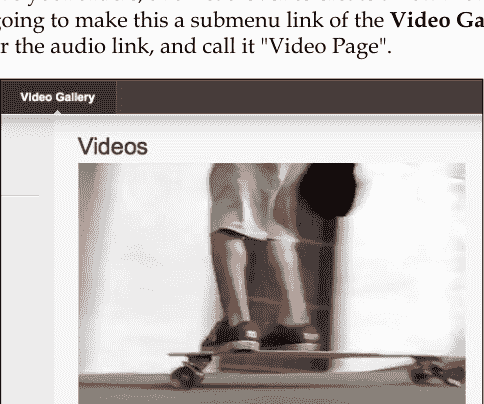 going to make this a submenu link of the Video Ga
r the audio link, and call it "Video Page".
Video Gallery
Videos